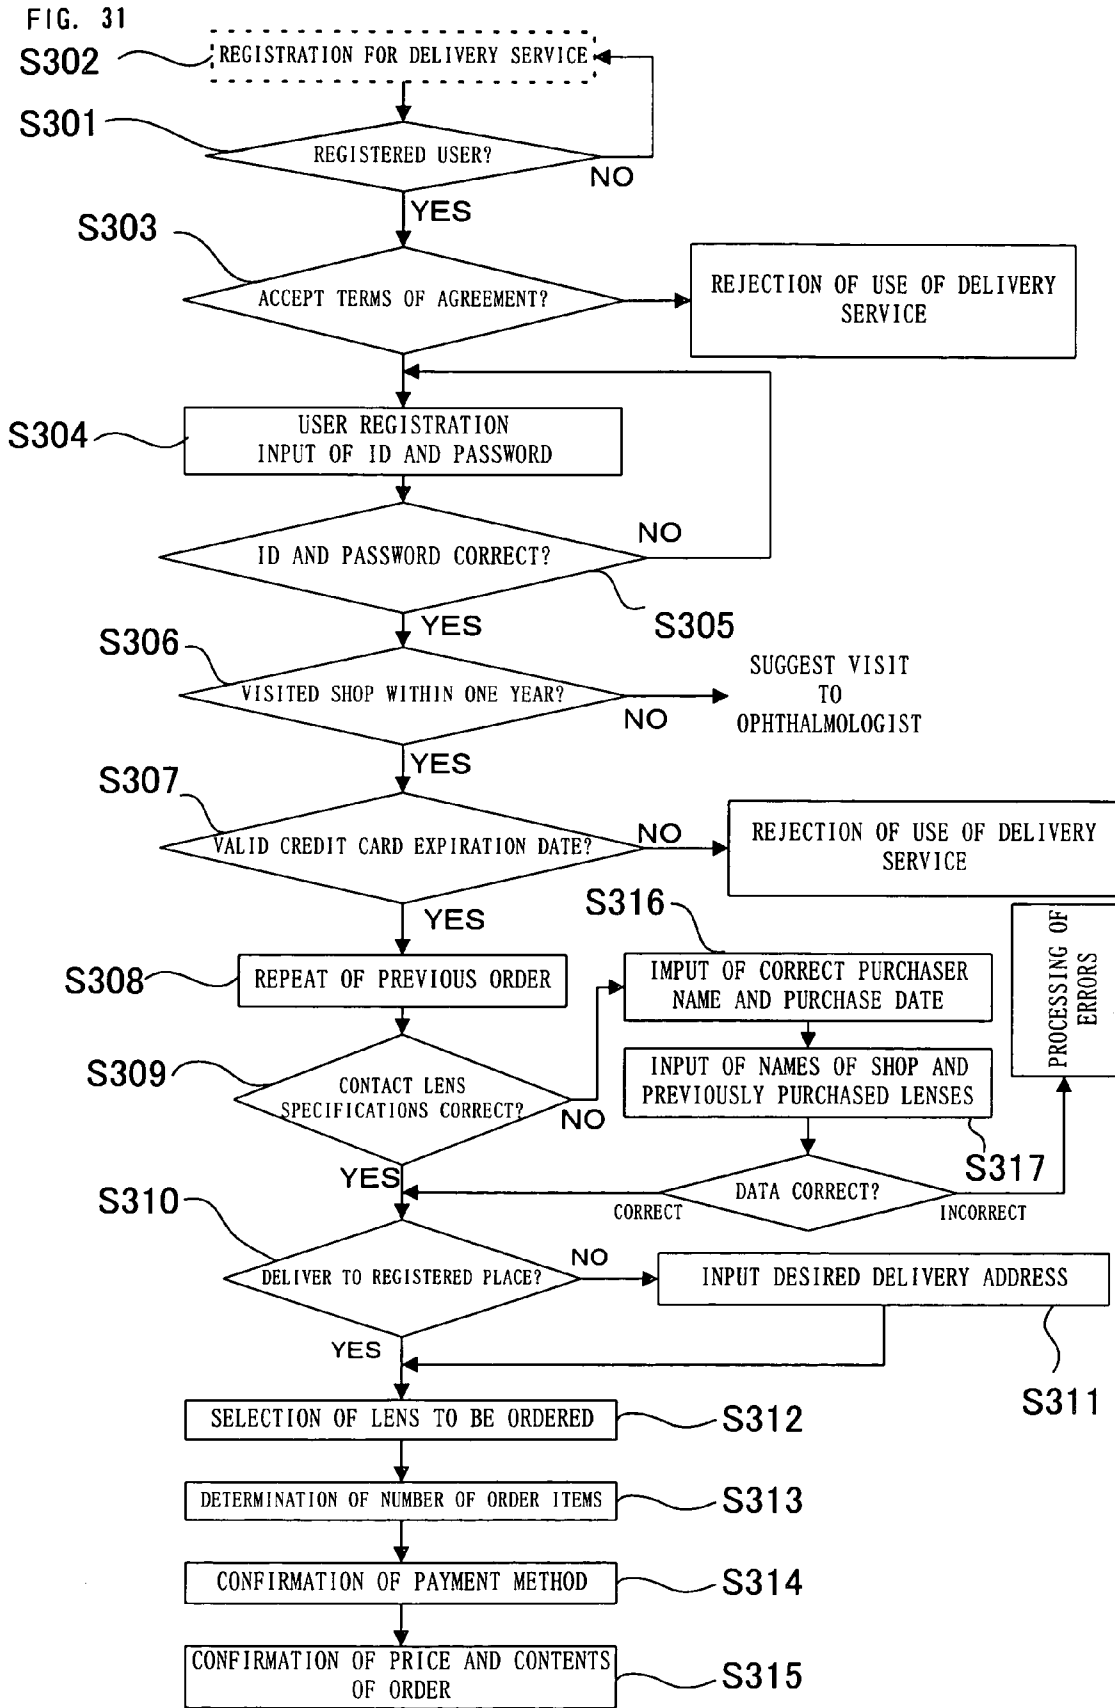 FIG. 31
S302
REGISTRATION FOR DELIVERY SERVICE
S301
REGISTERED USER?
NO
YES
S303
ACCEPT TERMS OF AGREEMENT?
REJECTION OF USE OF DELIVERY
SERVICE
S304
USER REGISTRATION
INPUT OF ID AND PASSWORD
NO
ID AND PASSWORD CORRECT?
S305
YES
S306
VISITED SHOP WITHIN ONE YEAR?
NO
SUGGEST VISIT
TO
OPHTHALMOLOGIST
YES
S307
VALID CREDIT CARD EXPIRATION DATE?
NO
REJECTION OF USE OF DELIVERY
SERVICE
YES
S308
REPEAT OF PREVIOUS ORDER
S316
IMPUT OF CORRECT PURCHASER
NAME AND PURCHASE DATE
PROCESSING OF
ERRORS
S309
CONTACT LENS
SPECIFICATIONS CORRECT?
NO
INPUT OF NAMES OF SHOP AND
PREVIOUSLY PURCHASED LENSES
S317
YES
DATA CORRECT?
CORRECT
INCORRECT
S310
DELIVER TO REGISTERED PLACE?
NO
INPUT DESIRED DELIVERY ADDRESS
S311
YES
SELECTION OF LENS TO BE ORDERED
S312
DETERMINATION OF NUMBER OF ORDER ITEMS
S313
CONFIRMATION OF PAYMENT METHOD
S314
CONFIRMATION OF PRICE AND CONTENTS
OF ORDER
S315